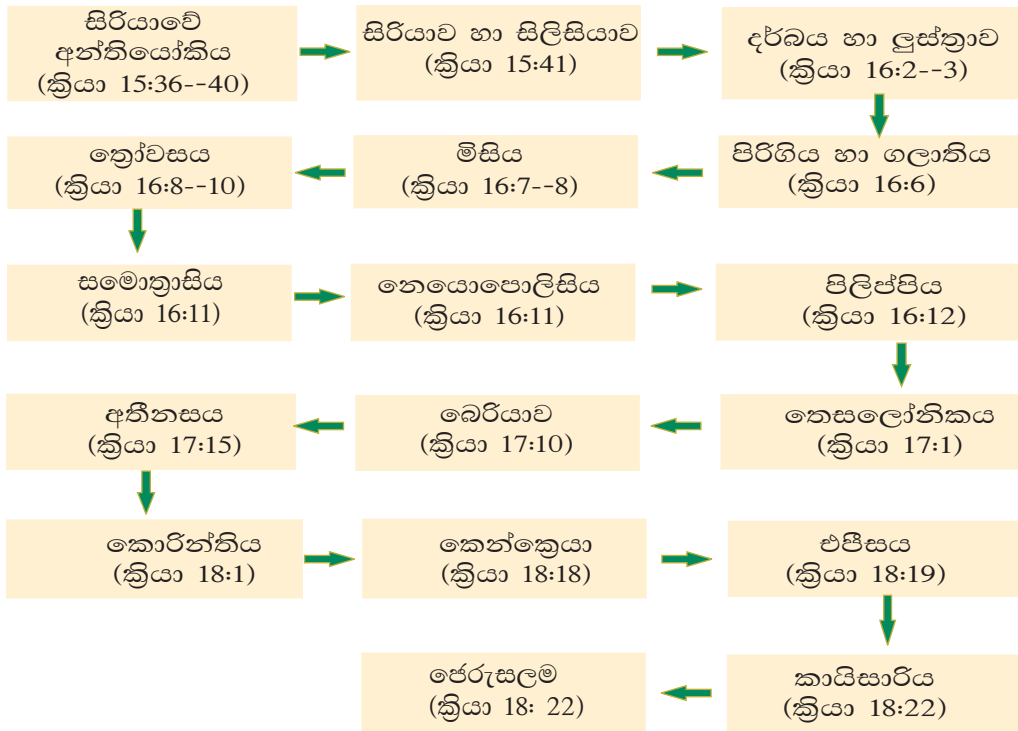 සිරියාවේ
අන්තියෝකිය
(ක්‍රියා 15:36--40)
සිරියාව හා සිලිසියාව
(ක්‍රියා 15:41)
දර්බය හා ලුස්ත්‍රාව
(ක්‍රියා 16:2--3)
පිරිගිය හා ගලාතිය
(ක්‍රියා 16:6)
මිසිය
(ක්‍රියා 16:7--8)
ත්‍රෝවසය
(ක්‍රියා 16:8--10)
සමොත්‍රාසිය
(ක්‍රියා 16:11)
නෙයොපොලිසිය
(ක්‍රියා 16:11)
පිලිප්පිය
(ක්‍රියා 16:12)
තෙසලෝනිකය
(ක්‍රියා 17:1)
බෙරියාව
(ක්‍රියා 17:10)
අතීනසය
(ක්‍රියා 17:15)
කොරින්තිය
(ක්‍රියා 18:1)
කෙන්ක්‍රෙයා
(ක්‍රියා 18:18)
එපීසය
(ක්‍රියා 18:19)
කායිසාරිය
(ක්‍රියා 18:22)
ජෙරුසලම
(ක්‍රියා 18: 22)